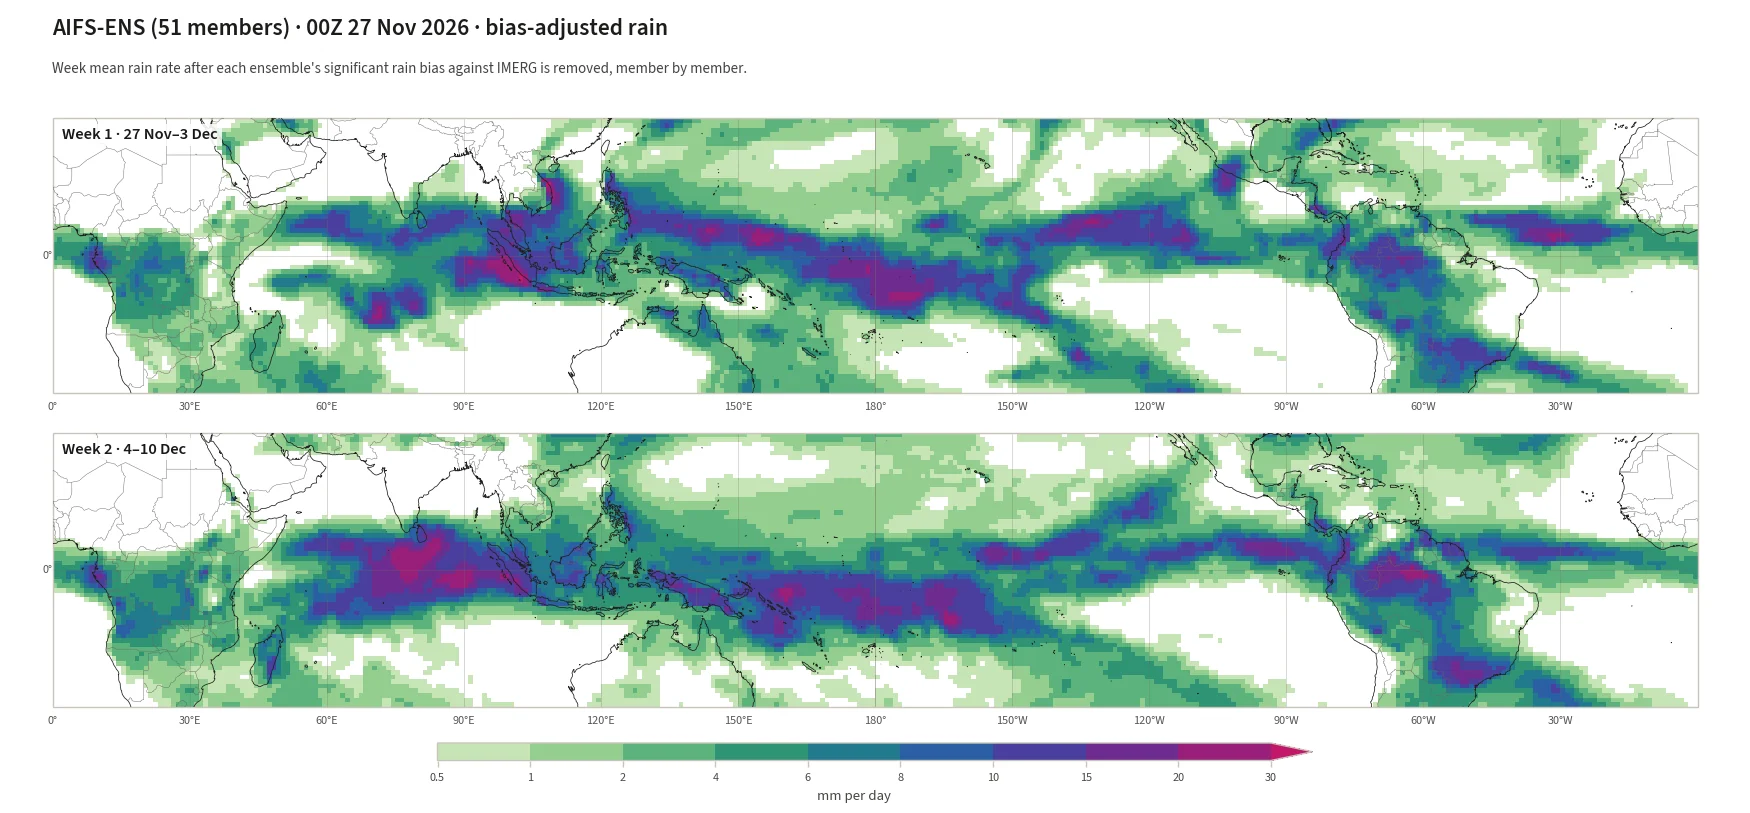 AIFS-ENS (51 members) · 00Z 27 Nov 2026 · bias-adjusted rain
Week mean rain rate after each ensemble's significant rain bias against IMERG is removed, member by member.
Week 1 · 27 Nov–3 Dec
0°
0° 30°E 60°E 90°E 120°E 150°E 180° 150°W 120°W 90°W 60°W 30°W
Week 2 · 4–10 Dec
0°
0° 30°E 60°E 90°E 120°E 150°E 180° 150°W 120°W 90°W 60°W 30°W
0.5 1 2 4 6 8 10 15 20 30
mm per day